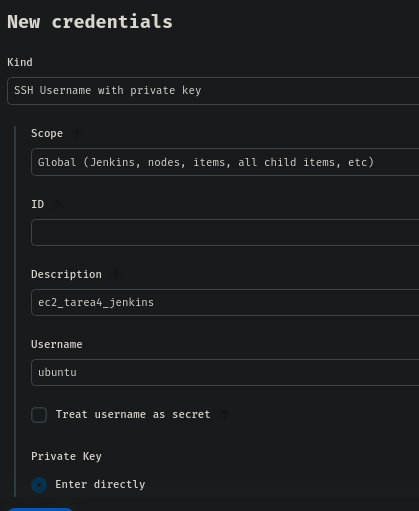 New credentials
Kind
SSH Username with private key
Scope ?
Global (Jenkins, nodes, items, all child items, etc)
ID ?
Description ?
ec2_tarea4_jenkins
Username
ubuntu
Treat username as secret ?
Private Key
Enter directly